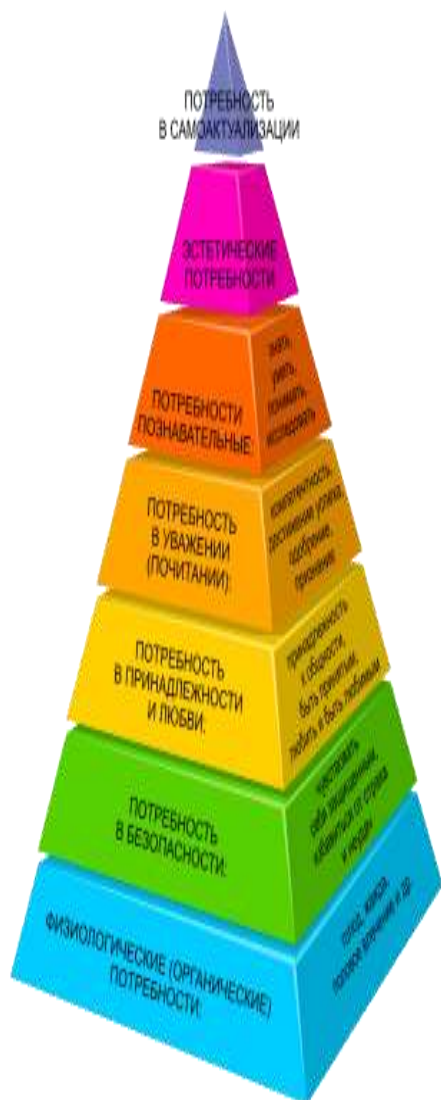 ПОТРЕБНОСТЬ
В САМОАКТУАЛИЗАЦИИ
ЭСТЕТИЧЕСКИЕ
ПОТРЕБНОСТИ
ПОТРЕБНОСТИ
ПОЗНАВАТЕЛЬНЫЕ:
знать,
уметь,
понимать,
исследовать
ПОТРЕБНОСТЬ
В УВАЖЕНИИ
(ПОЧИТАНИИ):
компетентность,
достижение успеха,
одобрение,
признание
ПОТРЕБНОСТЬ
В ПРИНАДЛЕЖНОСТИ
И ЛЮБВИ:
принадлежность
к общности,
быть принятым,
любить и быть любимым
ПОТРЕБНОСТЬ
В БЕЗОПАСНОСТИ:
чувствовать
себя защищенным,
избавиться от страха
и неудач
ФИЗИОЛОГИЧЕСКИЕ (ОРГАНИЧЕСКИЕ)
ПОТРЕБНОСТИ:
голод, жажда,
половое влечение и др.